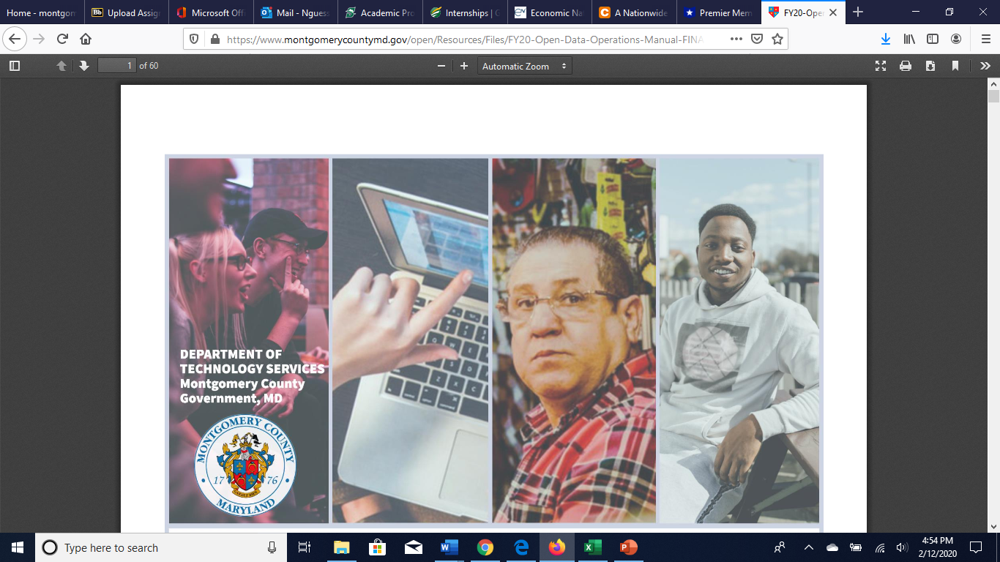 Home - montgom
Upload Assig
Microsoft Off
Mail - Nguess
Academic Pro
Internships | G
Economic Na
A Nationwide
Premier Mem
FY20-Open
https://www.montgomerycountymd.gov/open/Resources/Files/FY20-Open-Data-Operations-Manual-FINA
1 of 60
Automatic Zoom
DEPARTMENT OF
TECHNOLOGY SERVICES
Montgomery County
Government, MD
MONTGOMERY COUNTY
17 76
MARYLAND
Type here to search
4:54 PM
2/12/2020